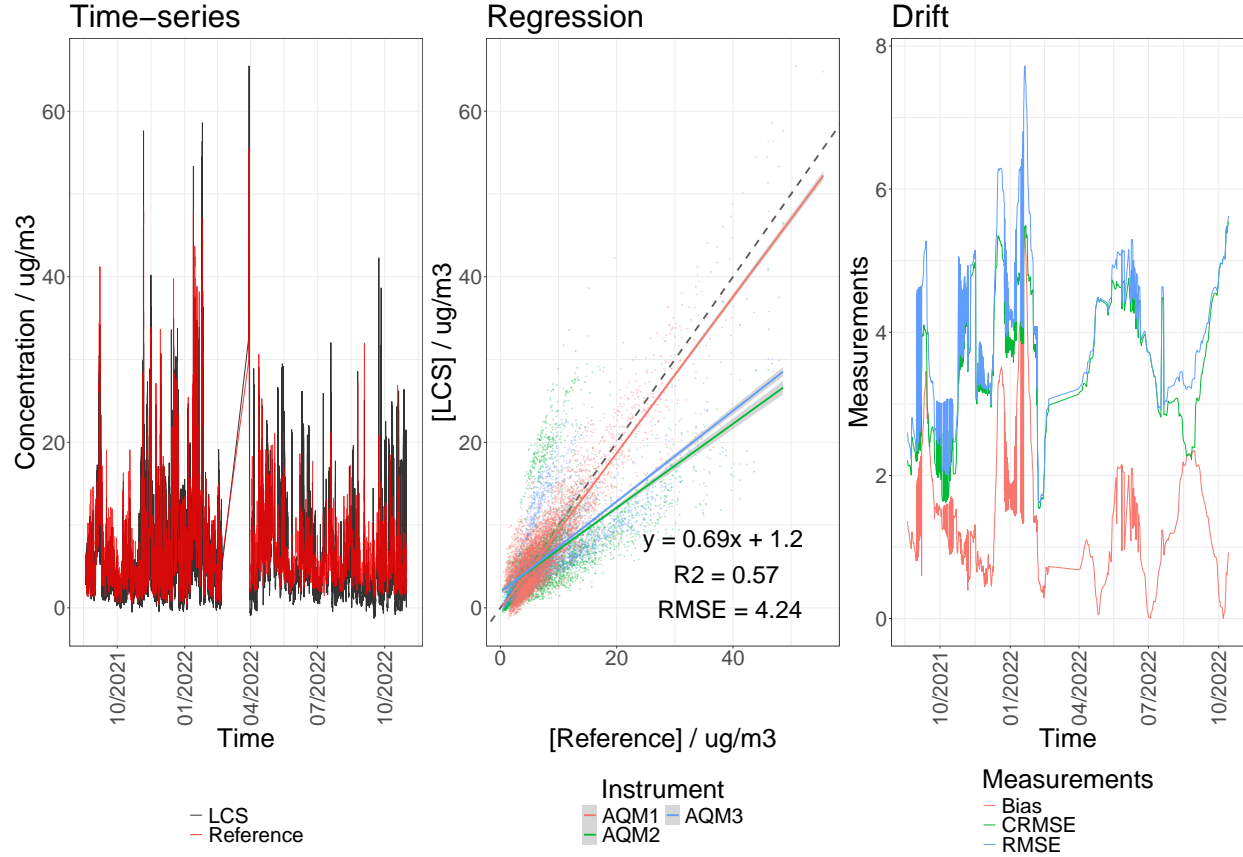 Time−series
Concentration / ug/m3
60
40
20
0
10/2021
01/2022
04/2022
07/2022
10/2022
Time
LCS
Reference
Regression
[LCS] / ug/m3
60
40
20
0
y = 0.69x + 1.2
R2 = 0.57
RMSE = 4.24
0
20
40
[Reference] / ug/m3
Instrument
AQM1
AQM3
AQM2
Drift
Measurements
8
6
4
2
0
10/2021
01/2022
04/2022
07/2022
10/2022
Time
Measurements
Bias
CRMSE
RMSE